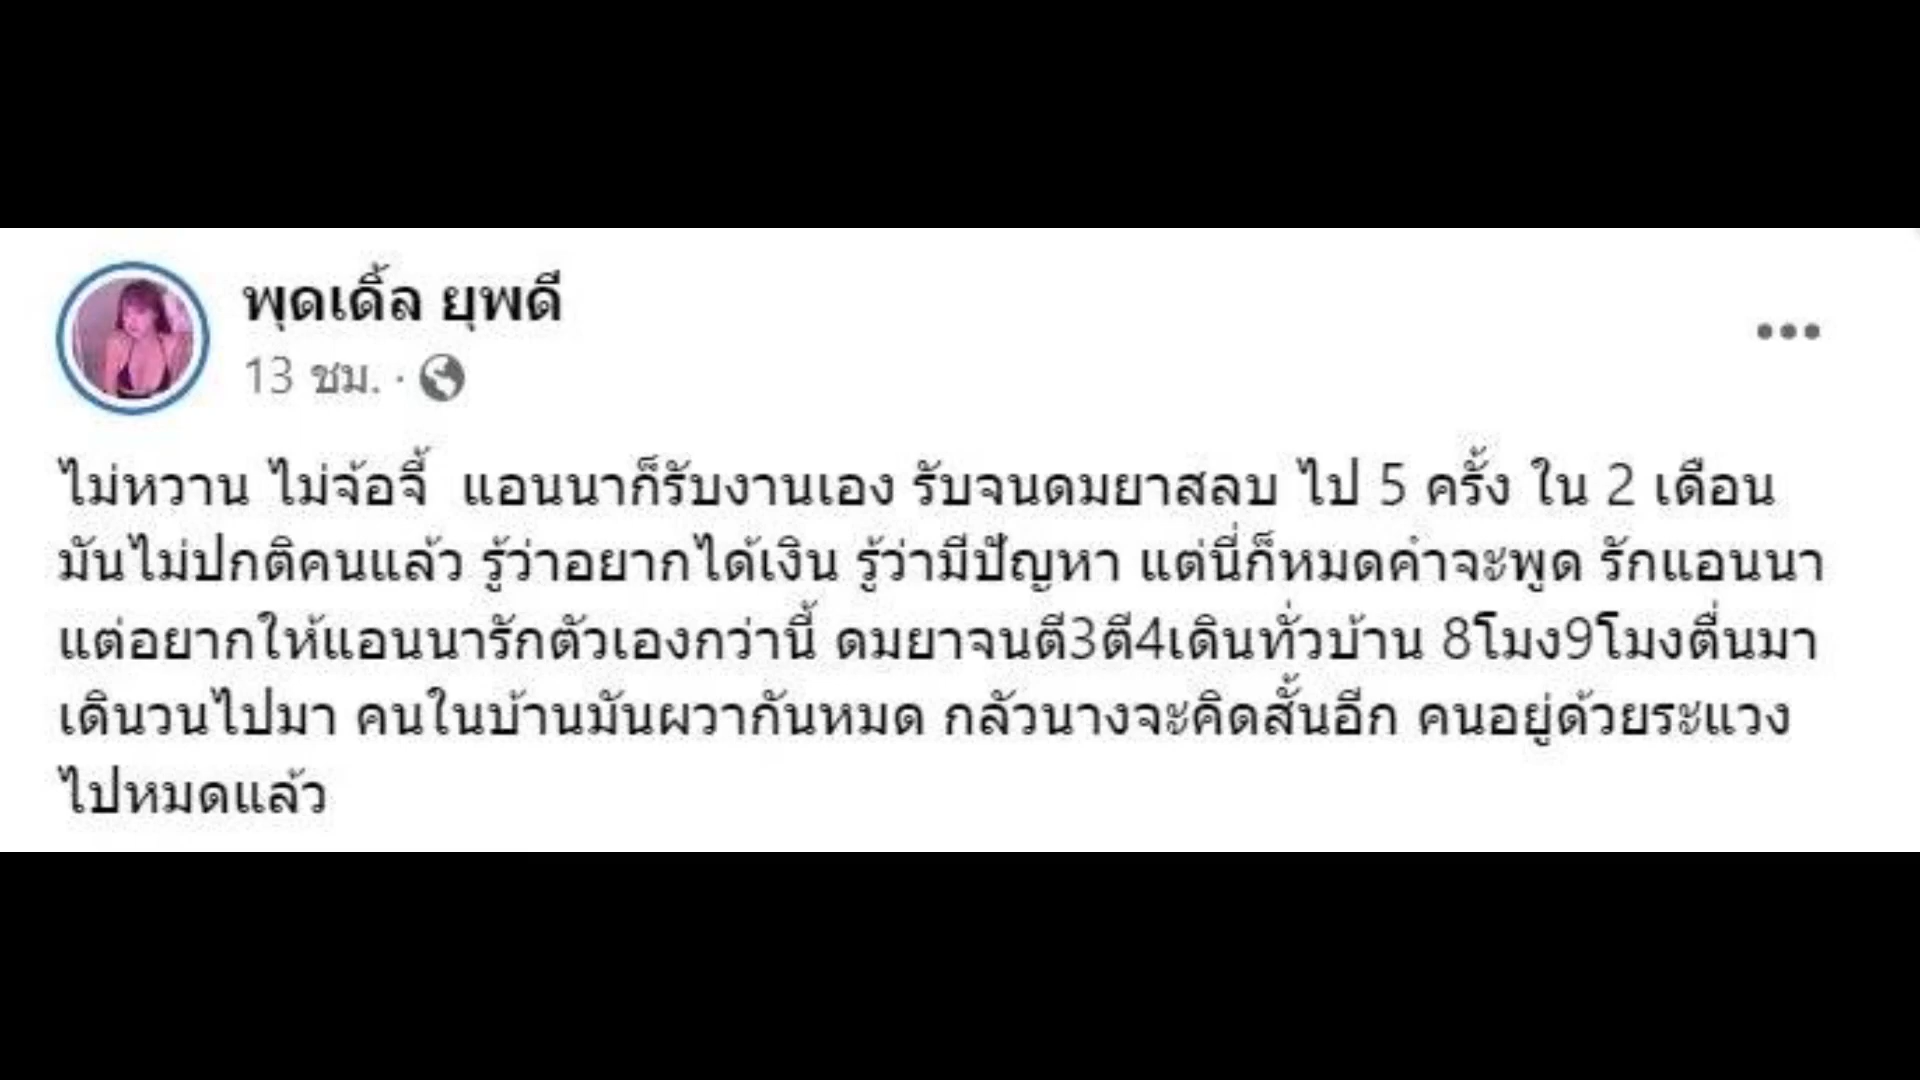 พุดเดิ้ล ยุพดี
13 ชม. ·
ไม่หวาน ไม่จ้อจี้ แอนนาก็รับงานเอง รับจนดมยาสลบ ไป 5 ครั้ง ใน 2 เดือน
มันไม่ปกติคนแล้ว รู้ว่าอยากได้เงิน รู้ว่ามีปัญหา แต่นี่ก็หมดคำจะพูด รักแอนนา
แต่อยากให้แอนนารักตัวเองกว่านี้ ดมยาจนตี3ตี4เดินทั่วบ้าน 8โมง9โมงตื่นมา
เดินวนไปมา คนในบ้านมันผวากันหมด กลัวนางจะคิดสั้นอีก คนอยู่ด้วยระแวง
ไปหมดแล้ว